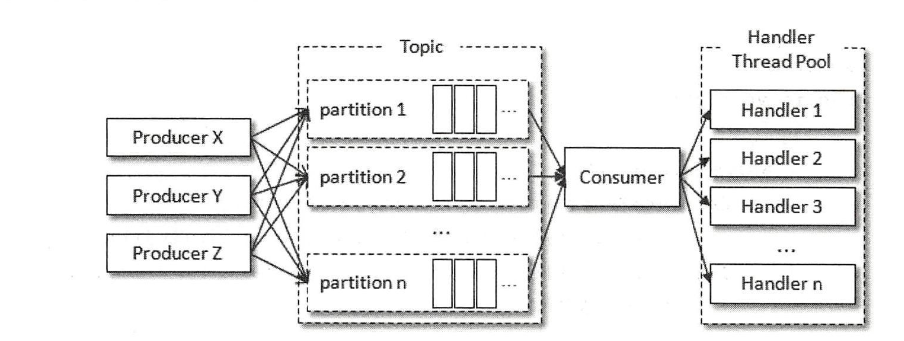 Topic
Handler
Thread Pool
partition 1
...
Handler 1
Producer X
partition 2
...
Consumer
Handler 2
Producer Y
Handler 3
...
...
Producer Z
partition n
...
Handler n